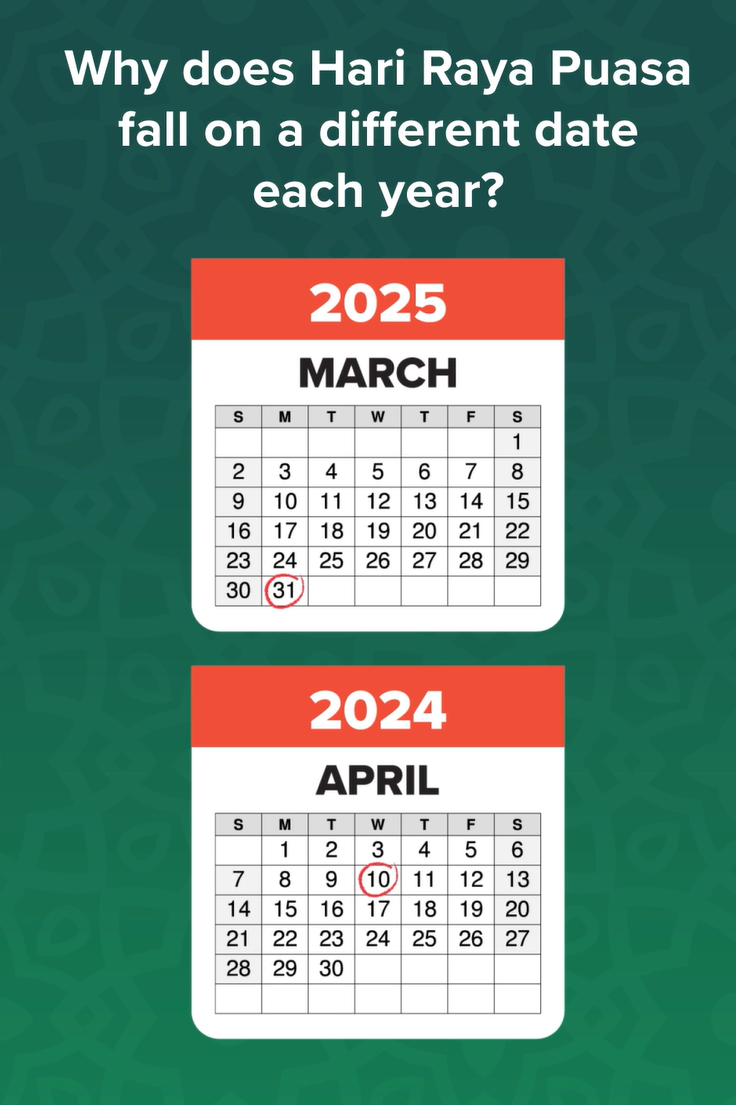 Why does Hari Raya Puasa
fall on a different date
each year?
2025
MARCH
S M T W T F S
1
2 3 4 5 6 7 8
9 10 11 12 13 14 15
16 17 18 19 20 21 22
23 24 25 26 27 28 29
30 31
2024
APRIL
S M T W T F S
1 2 3 4 5 6
7 8 9 10 11 12 13
14 15 16 17 18 19 20
21 22 23 24 25 26 27
28 29 30